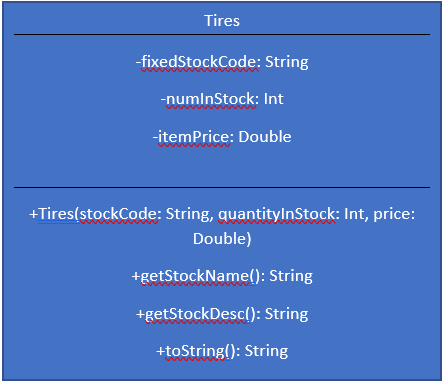 Tires
-fixedStockCode: String
-numInStock: Int
-itemPrice: Double
+Tires(stockCode: String, quantityInStock: Int, price:
Double)
+getStockName(): String
+getStockDesc(): String
+toString(): String